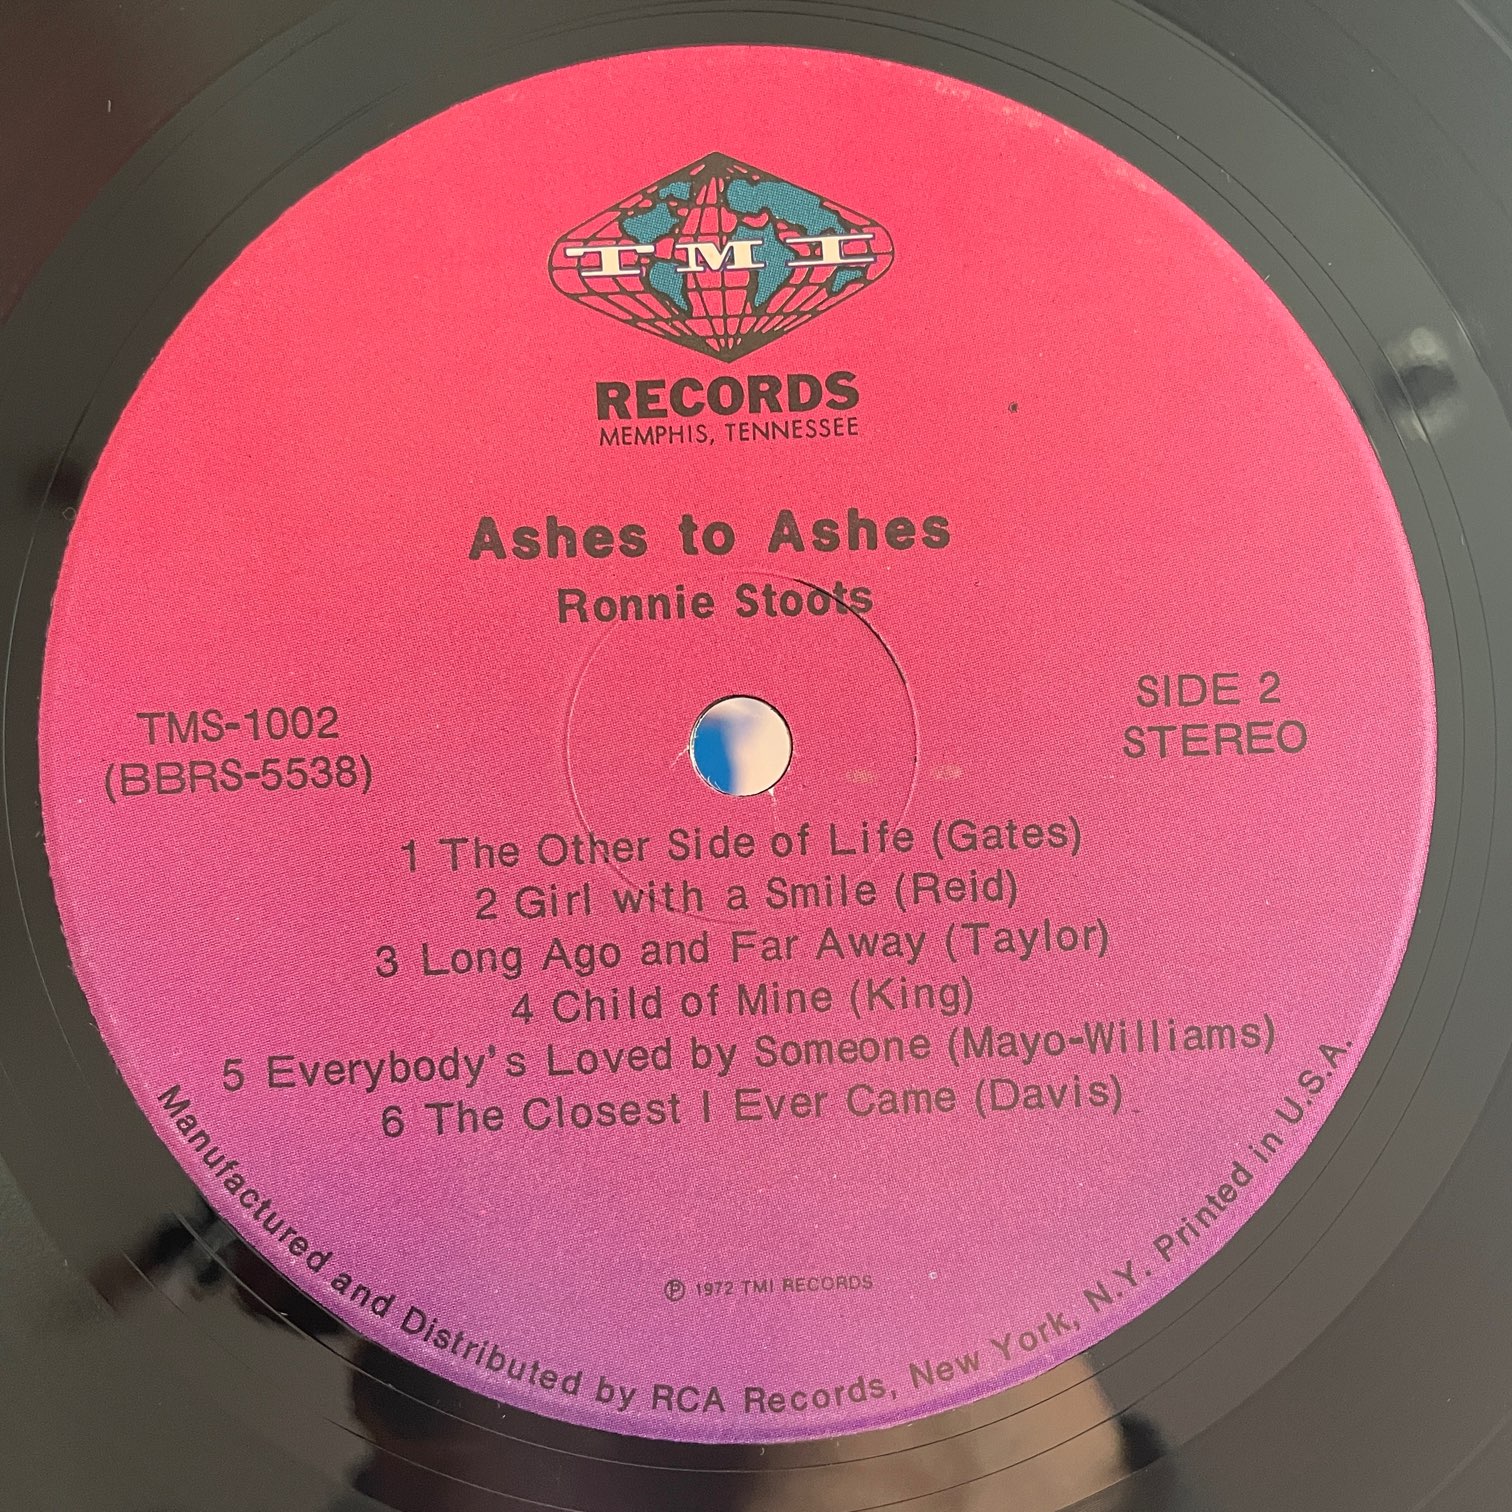 TMI
RECORDS
MEMPHIS, TENNESSEE
Ashes to Ashes
Ronnie Stoots
TMS-1002
(BBRS-5538)
SIDE 2
STEREO
1 The Other Side of Life (Gates)
2 Girl with a Smile (Reid)
3 Long Ago and Far Away (Taylor)
4 Child of Mine (King)
5 Everybody's Loved by Someone (Mayo-Williams)
6 The Closest I Ever Came (Davis)
℗ 1972 TMI RECORDS
Manufactured and Distributed by RCA Records, New York, N.Y. Printed in U.S.A.